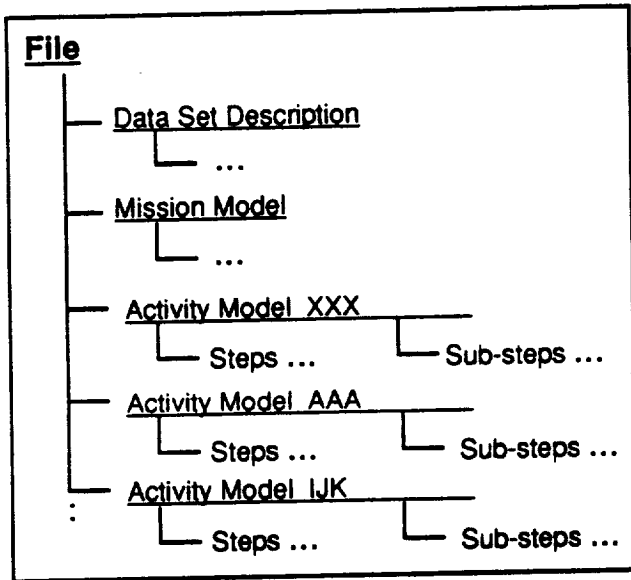 File
Data Set Description
...
Mission Model
...
Activity Model XXX
Steps ... Sub-steps ...
Activity Model AAA
Steps ... Sub-steps ...
Activity Model IJK
Steps ... Sub-steps ...